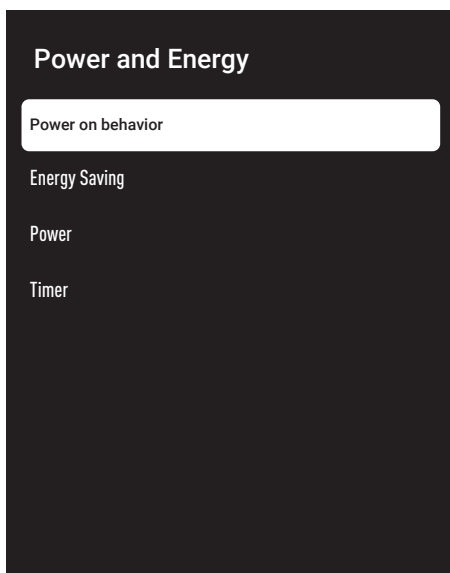 Power and Energy
Power on behavior
Energy Saving
Power
Timer